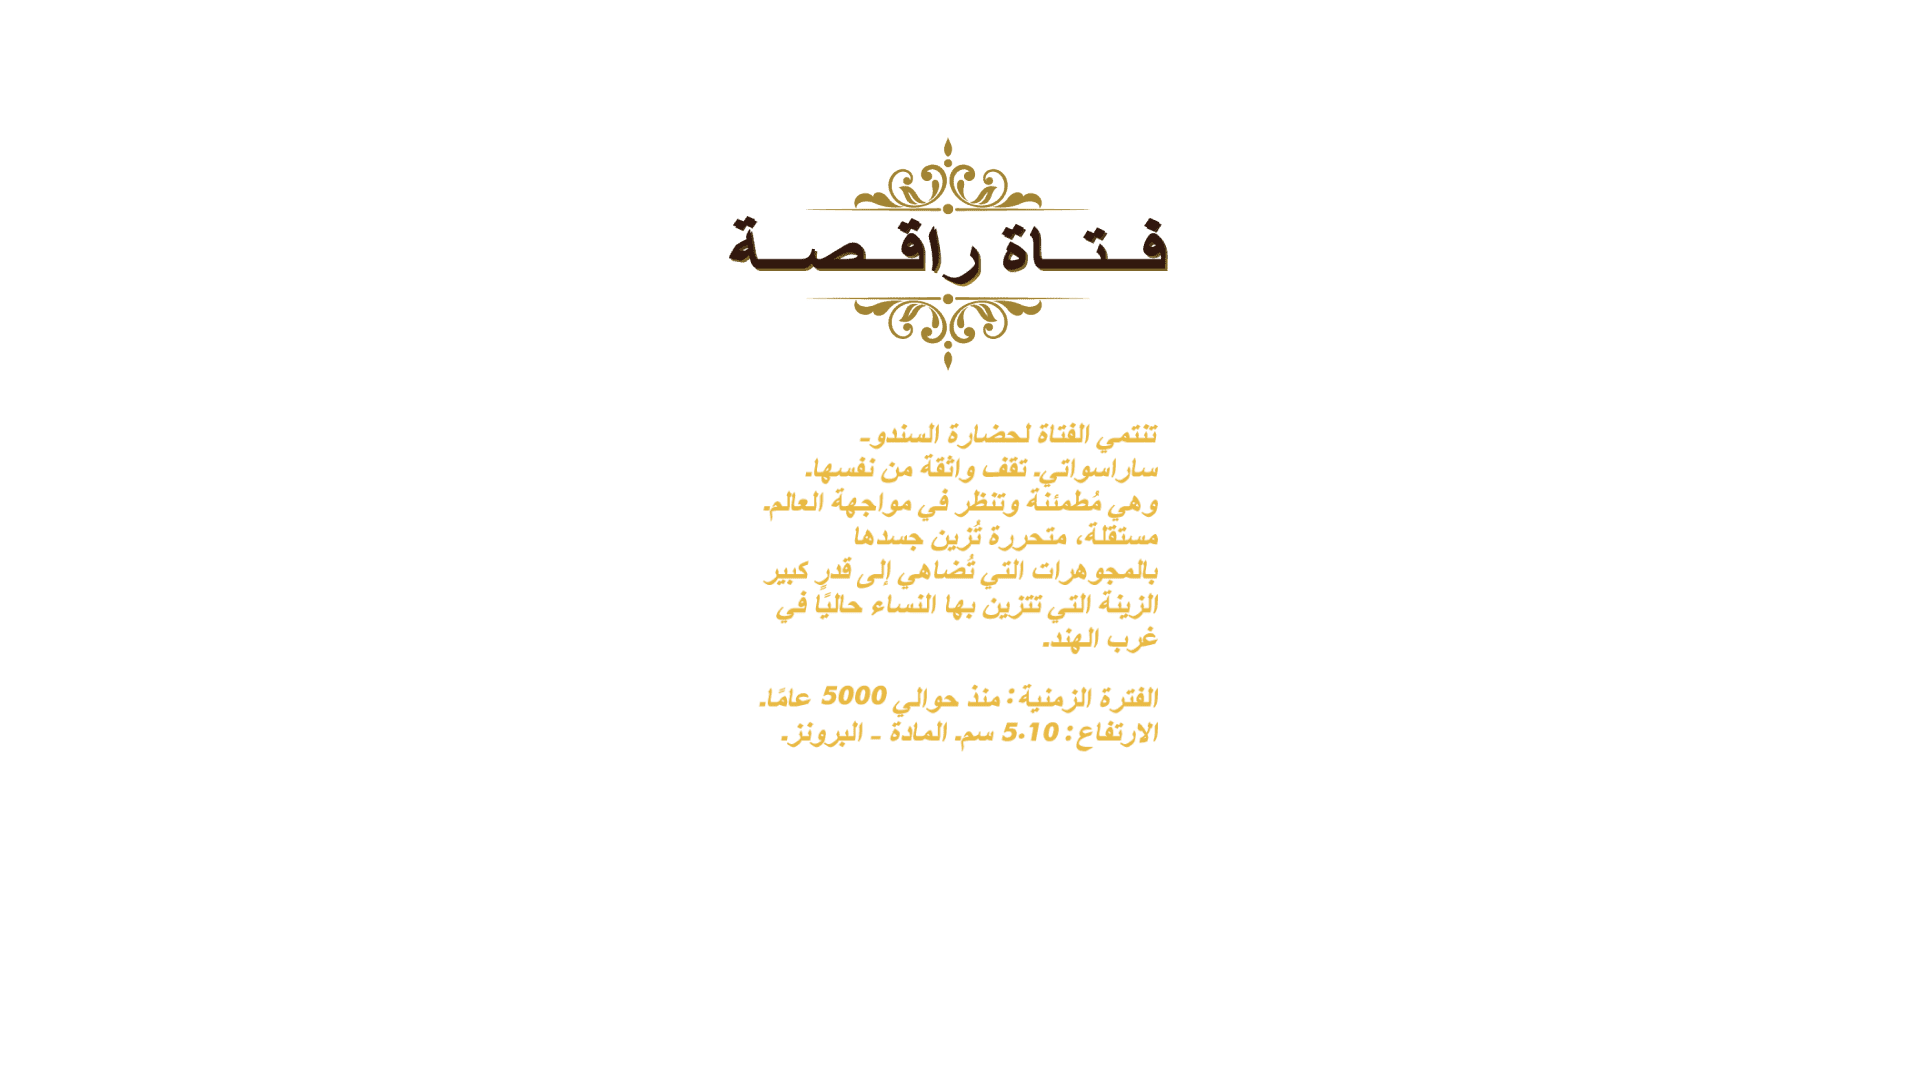 فـتـاة راقـصـة
تنتمي الفتاة لحضارة السندو-
ساراسواتي. تقف واثقة من نفسها.
وهي مُطمئنة وتنظر في مواجهة العالم.
مستقلة، متحررة تُزين جسدها
بالمجوهرات التي تُضاهي إلى قدرٍ كبير
الزينة التي تتزين بها النساء حاليًا في
غرب الهند.
الفترة الزمنية: منذ حوالي 5000 عامًا.
الارتفاع: 5.10 سم. المادة - البرونز.